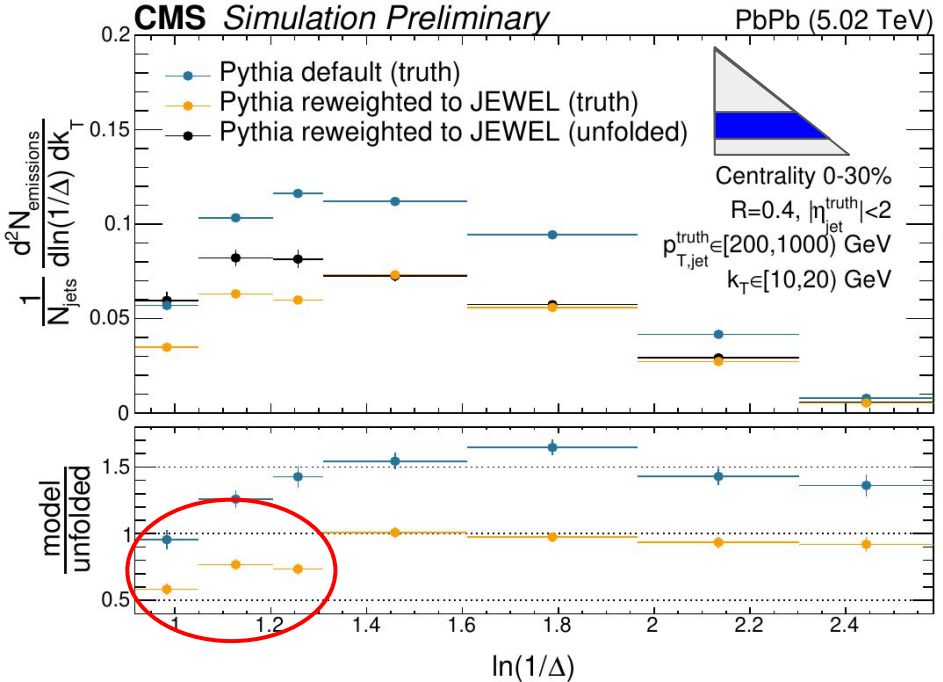 CMS Simulation Preliminary PbPb (5.02 TeV)
Pythia default (truth)
Pythia reweighted to JEWEL (truth)
Pythia reweighted to JEWEL (unfolded)
Centrality 0-30%
R=0.4, |η_jet^truth|<2
p_T,jet^truth∈[200,1000) GeV
k_T∈[10,20) GeV
1/N_jets d²N_emissions/dln(1/Δ) dk_T
0.2
0.15
0.1
0.05
0
model/unfolded
1.5
1
0.5
1 1.2 1.4 1.6 1.8 2 2.2 2.4
ln(1/Δ)